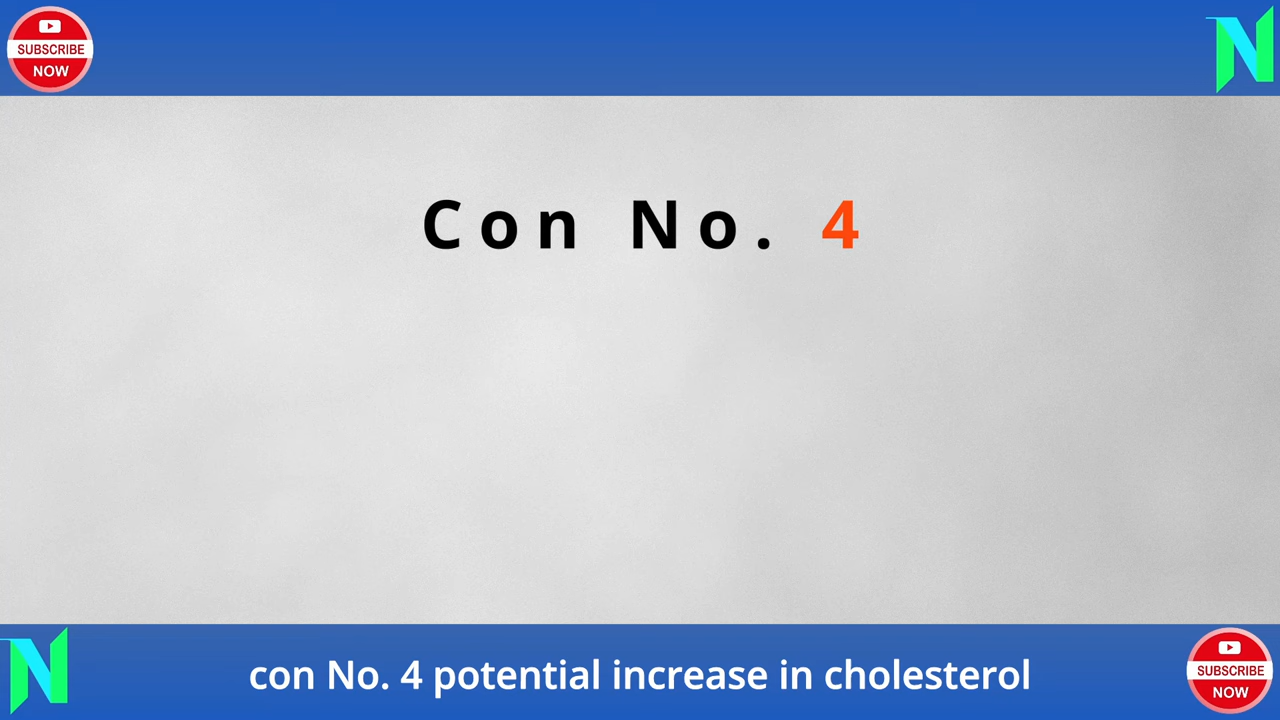 SUBSCRIBE
NOW
N
Con No. 4
N
con No. 4 potential increase in cholesterol
SUBSCRIBE
NOW